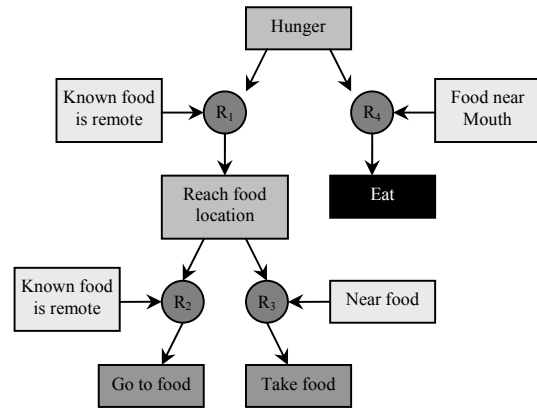 Hunger
Known food
is remote
R1
R4
Food near
Mouth
Reach food
location
Eat
Known food
is remote
R2
R3
Near food
Go to food
Take food